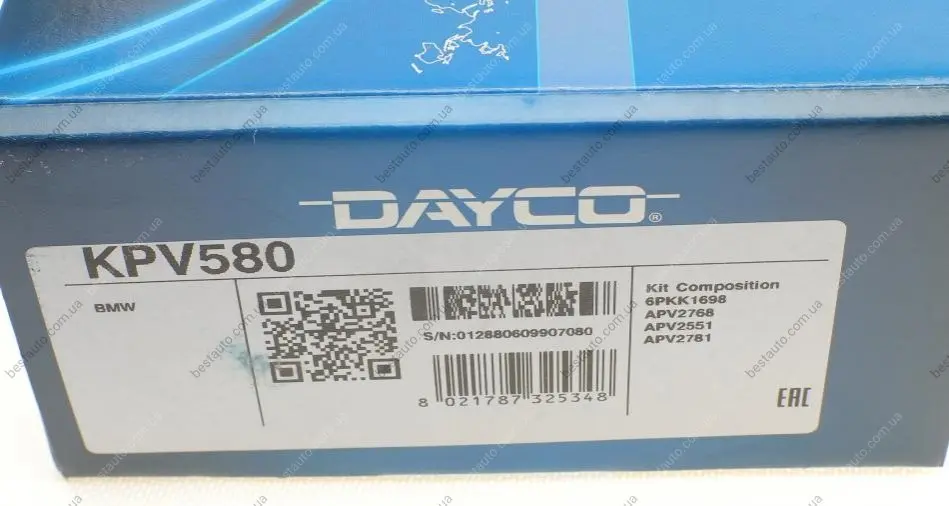 DAYCO®
KPV580
BMW
S/N:012880609907080
8 021787 325348
Kit Composition
6PKK1698
APV2768
APV2551
APV2781
EAC
bestauto.com.ua